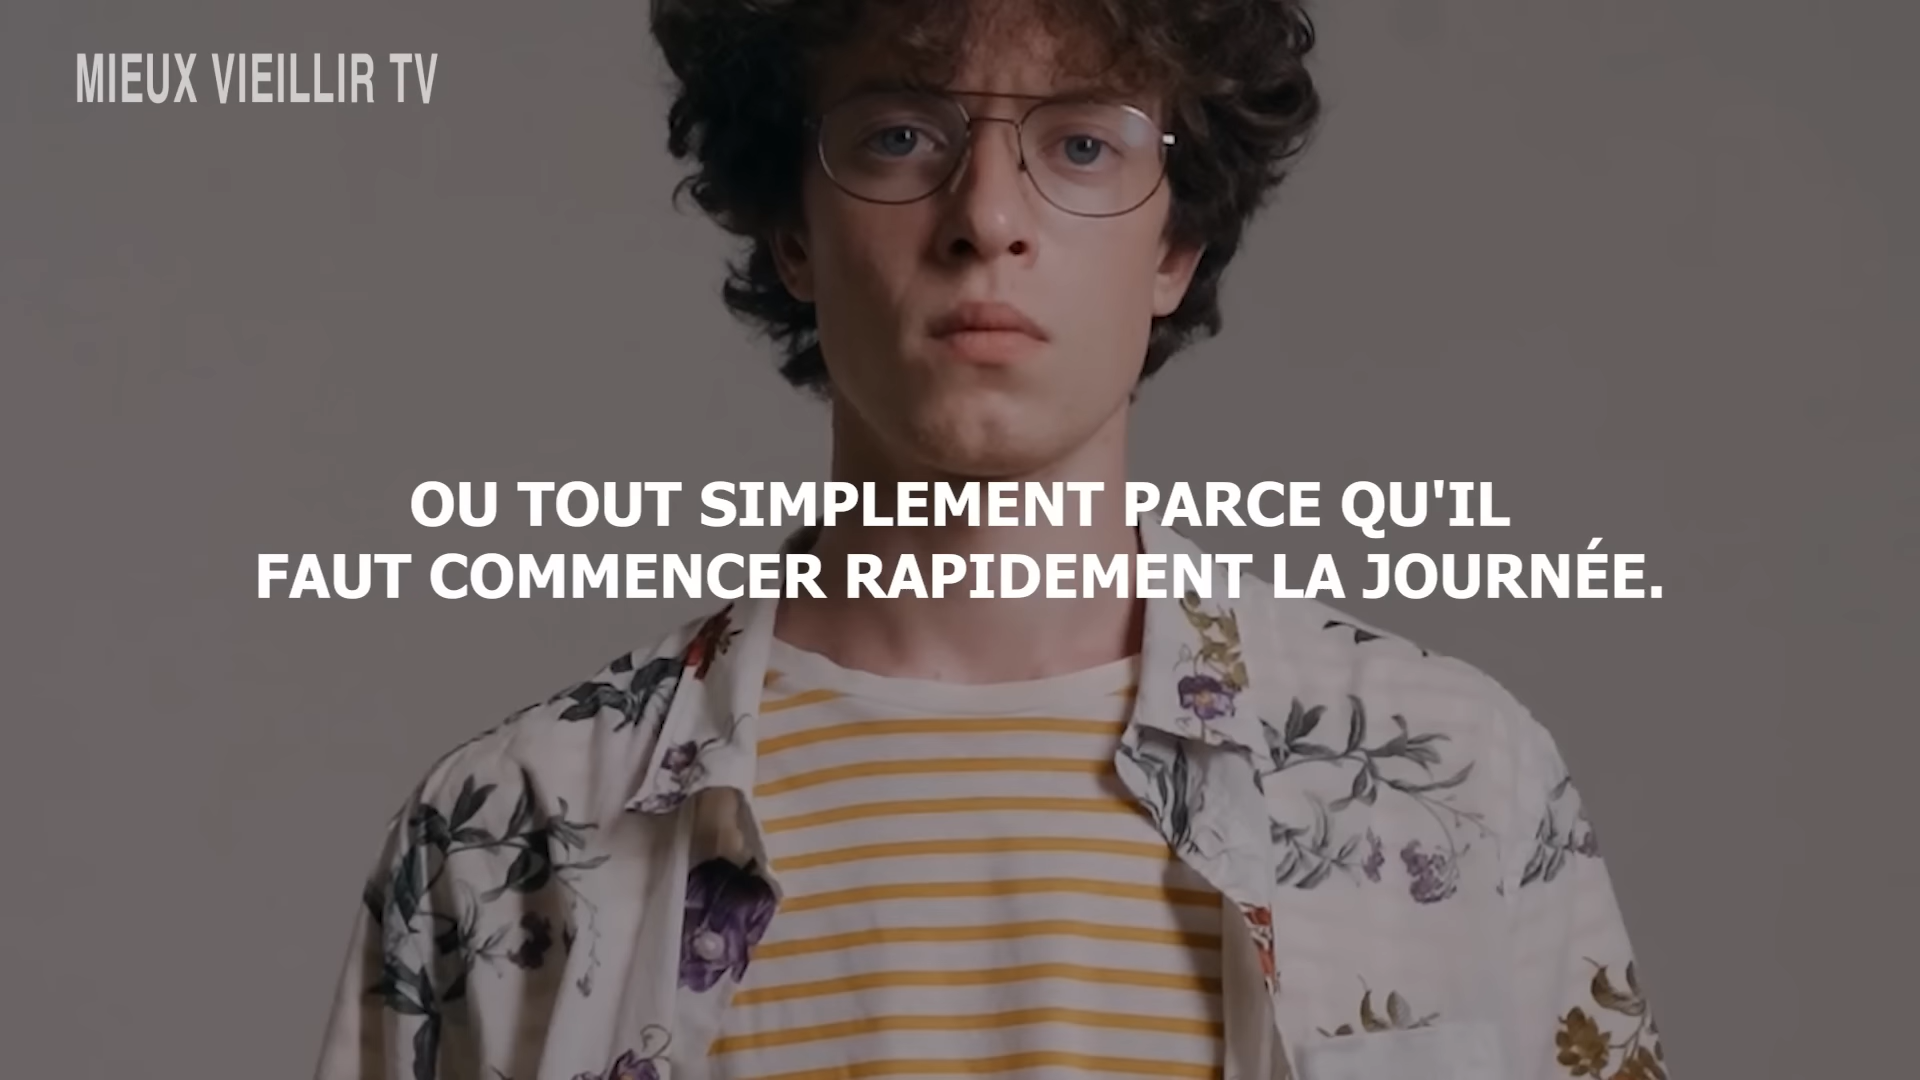 MIEUX VIEILLIR TV
OU TOUT SIMPLEMENT PARCE QU'IL
FAUT COMMENCER RAPIDEMENT LA JOURNÉE.